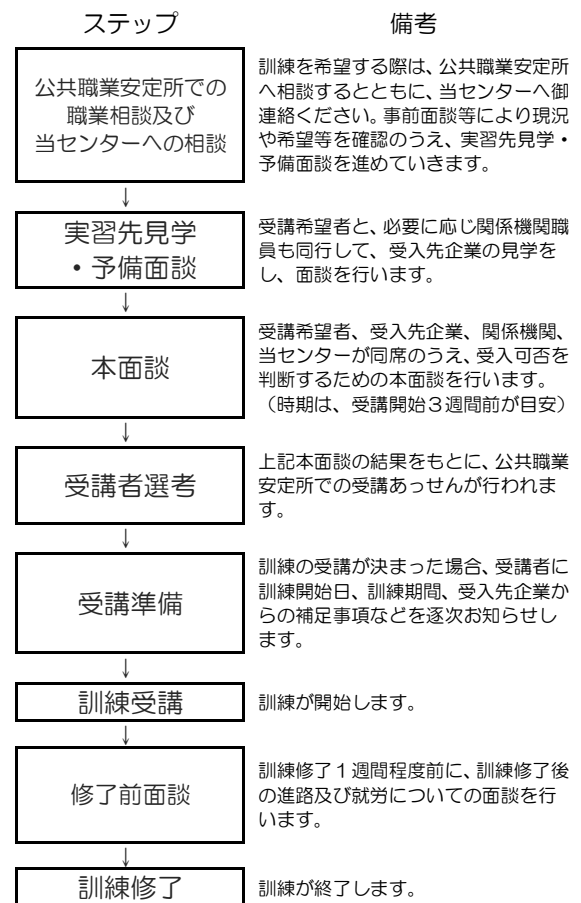 ステップ
備考
公共職業安定所での
職業相談及び
当センターへの相談
訓練を希望する際は、公共職業安定所
へ相談するとともに、当センターへ御
連絡ください。事前面談等により現況
や希望等を確認のうえ、実習先見学・
予備面談を進めていきます。
↓
実習先見学
・予備面談
受講希望者と、必要に応じ関係機関職
員も同行して、受入先企業の見学を
し、面談を行います。
↓
本面談
受講希望者、受入先企業、関係機関、
当センターが同席のうえ、受入可否を
判断するための本面談を行います。
（時期は、受講開始３週間前が目安）
↓
受講者選考
上記本面談の結果をもとに、公共職業
安定所での受講あっせんが行われま
す。
↓
受講準備
訓練の受講が決まった場合、受講者に
訓練開始日、訓練期間、受入先企業か
らの補足事項などを逐次お知らせし
ます。
↓
訓練受講
訓練が開始します。
↓
修了前面談
訓練修了１週間程度前に、訓練修了後
の進路及び就労についての面談を行
います。
↓
訓練修了
訓練が終了します。